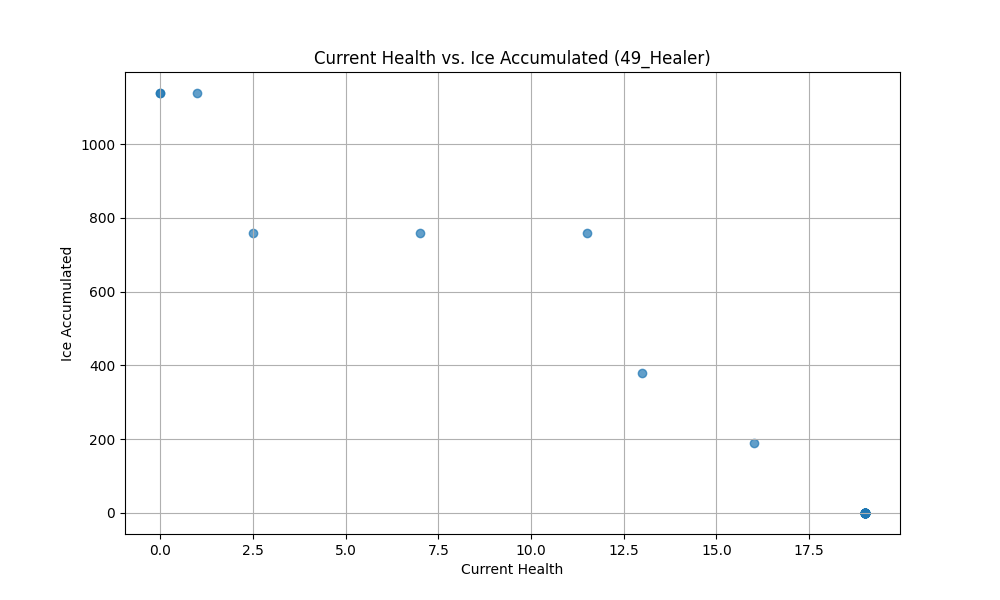 Current Health vs. Ice Accumulated (49_Healer)
1000
800
600
400
200
0
Ice Accumulated
0.0 2.5 5.0 7.5 10.0 12.5 15.0 17.5
Current Health